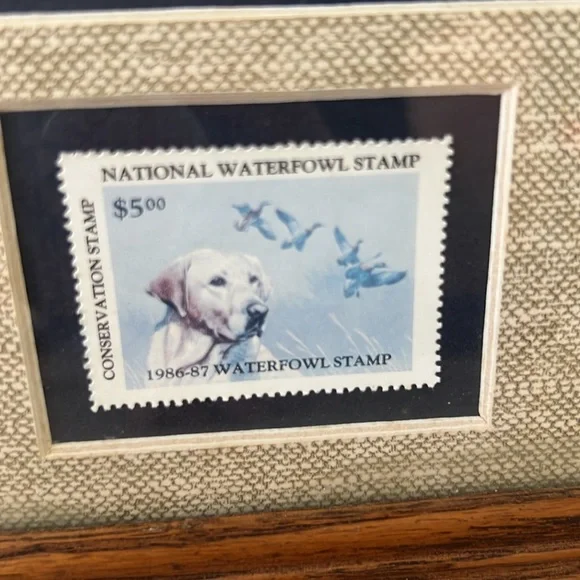 NATIONAL WATERFOWL STAMP
$5.00
CONSERVATION STAMP
1986-87 WATERFOWL STAMP